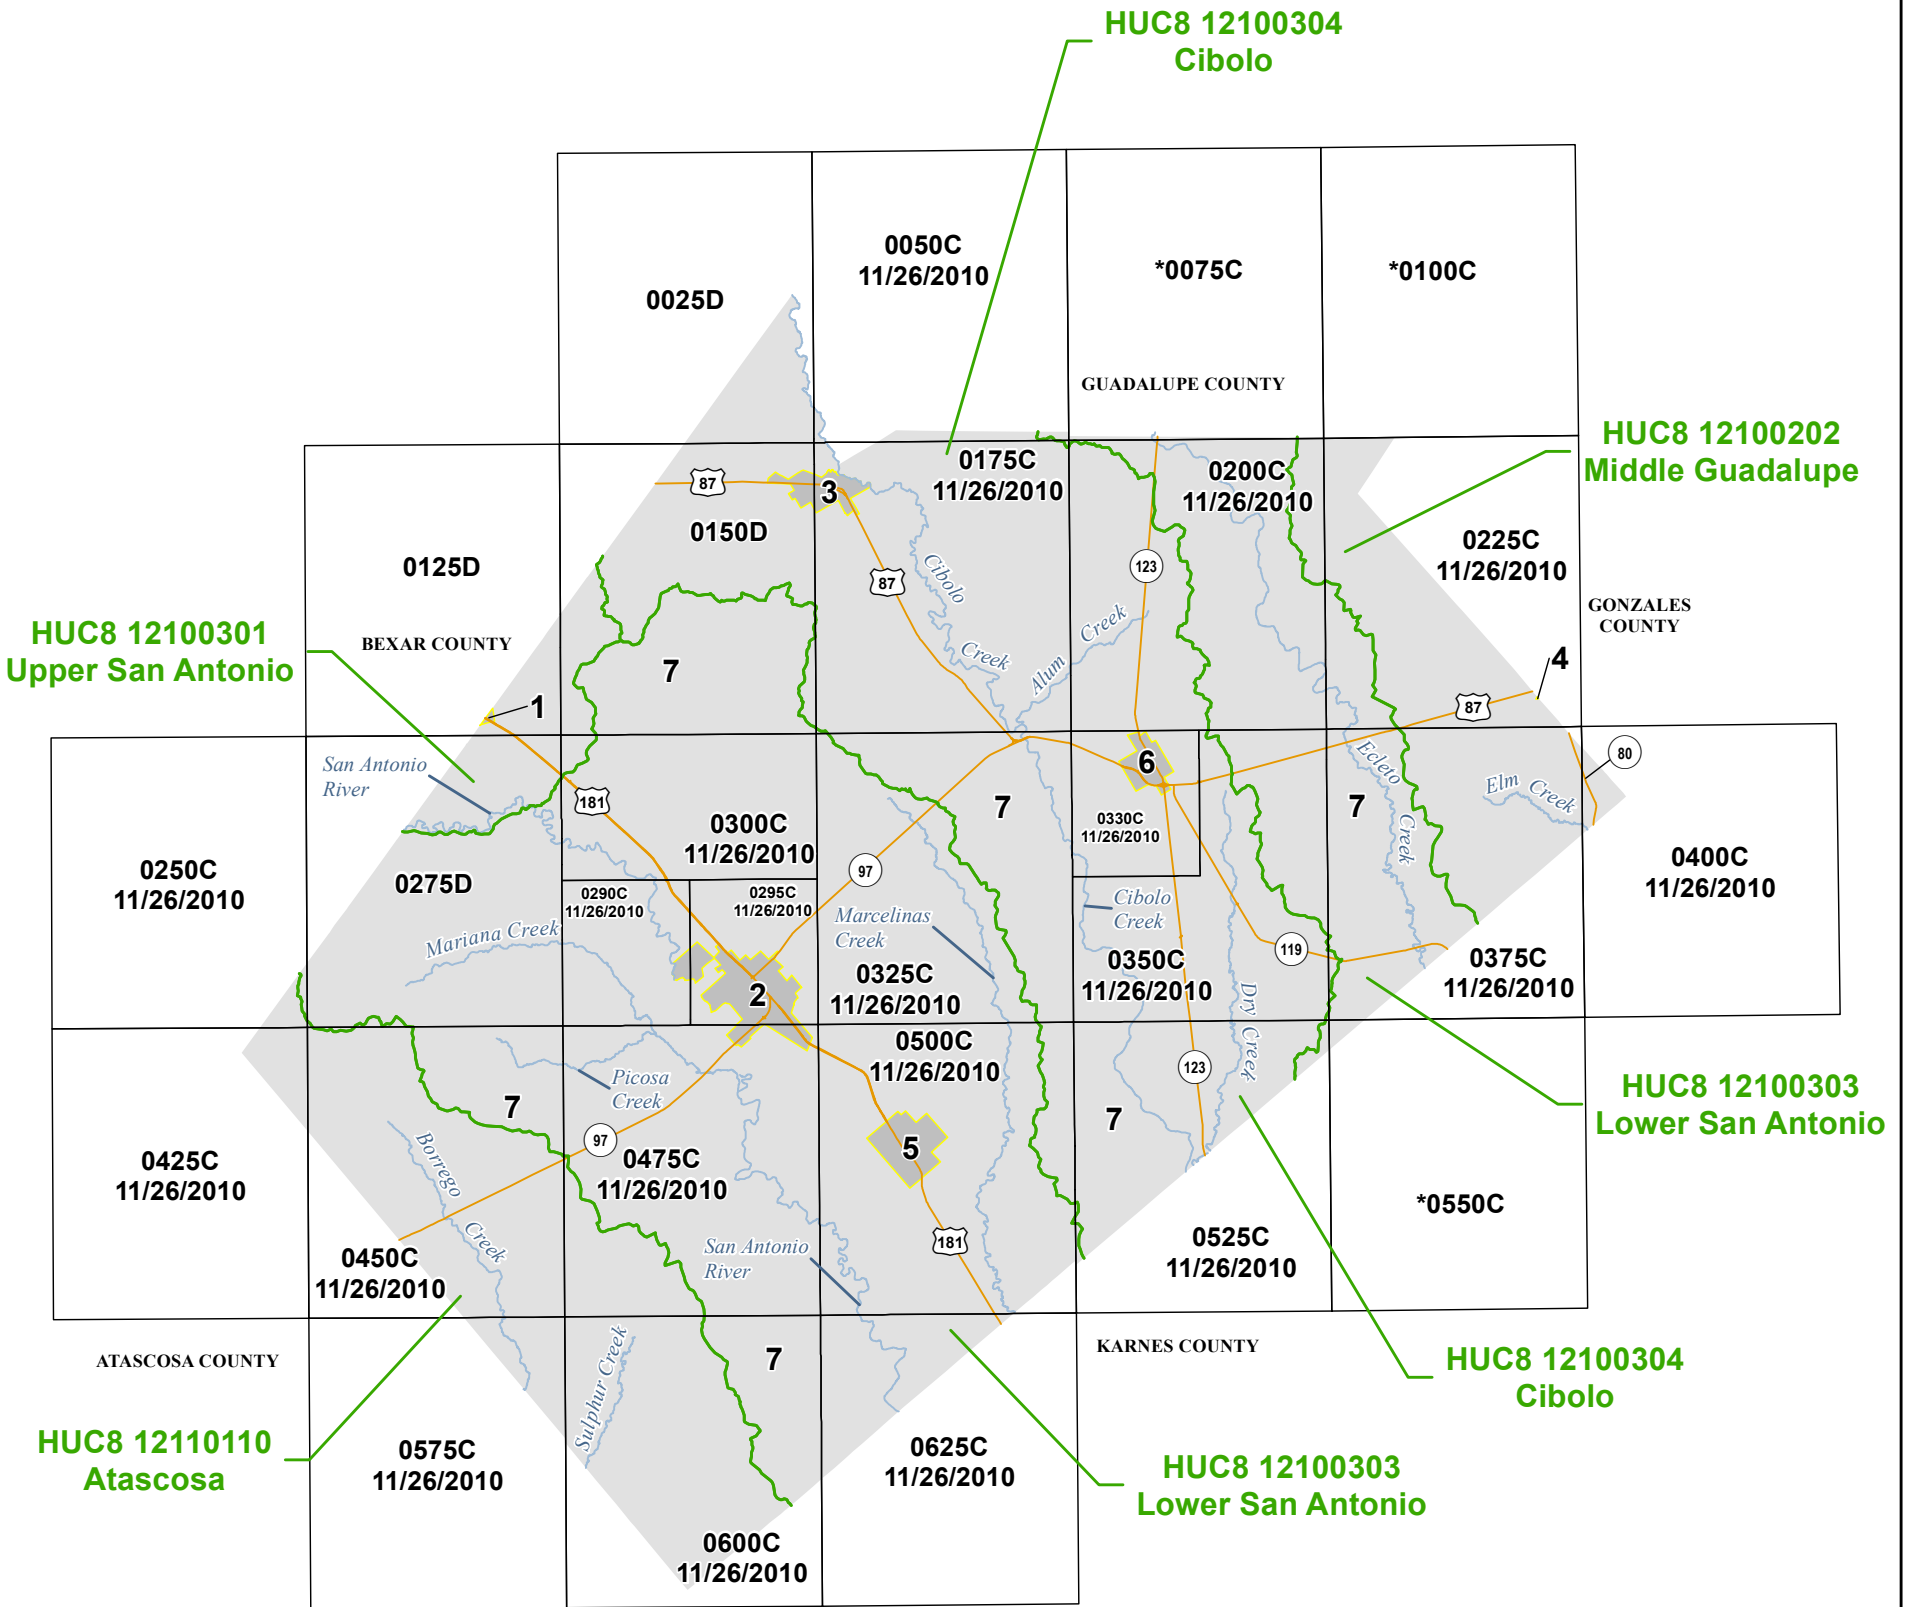 HUC8 12100304
Cibolo
0050C
11/26/2010
*0075C
*0100C
0025D
GUADALUPE COUNTY
HUC8 12100202
Middle Guadalupe
0175C
11/26/2010
0200C
11/26/2010
87
3
0150D
0225C
11/26/2010
0125D
87
Cibolo
Creek
123
Alum
Creek
GONZALES
COUNTY
HUC8 12100301
Upper San Antonio
BEXAR COUNTY
7
4
1
87
San Antonio
River
181
6
80
Ecleto
Creek
Elm Creek
7
7
0300C
11/26/2010
0330C
11/26/2010
0250C
11/26/2010
0275D
97
0400C
11/26/2010
0290C
11/26/2010
0295C
11/26/2010
Marcelinas
Creek
Cibolo
Creek
Mariana Creek
119
2
0325C
11/26/2010
0350C
11/26/2010
0375C
11/26/2010
Dry Creek
0500C
11/26/2010
Picosa
Creek
123
HUC8 12100303
Lower San Antonio
7
7
97
5
Borrego
Creek
0425C
11/26/2010
0475C
11/26/2010
*0550C
San Antonio
River
181
0450C
11/26/2010
0525C
11/26/2010
ATASCOSA COUNTY
KARNES COUNTY
7
HUC8 12100304
Cibolo
Sulphur Creek
HUC8 12110110
Atascosa
0575C
11/26/2010
0625C
11/26/2010
HUC8 12100303
Lower San Antonio
0600C
11/26/2010